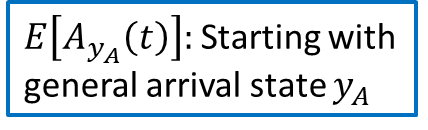 E[A_{y_A}(t)]: Starting with
general arrival state y_A